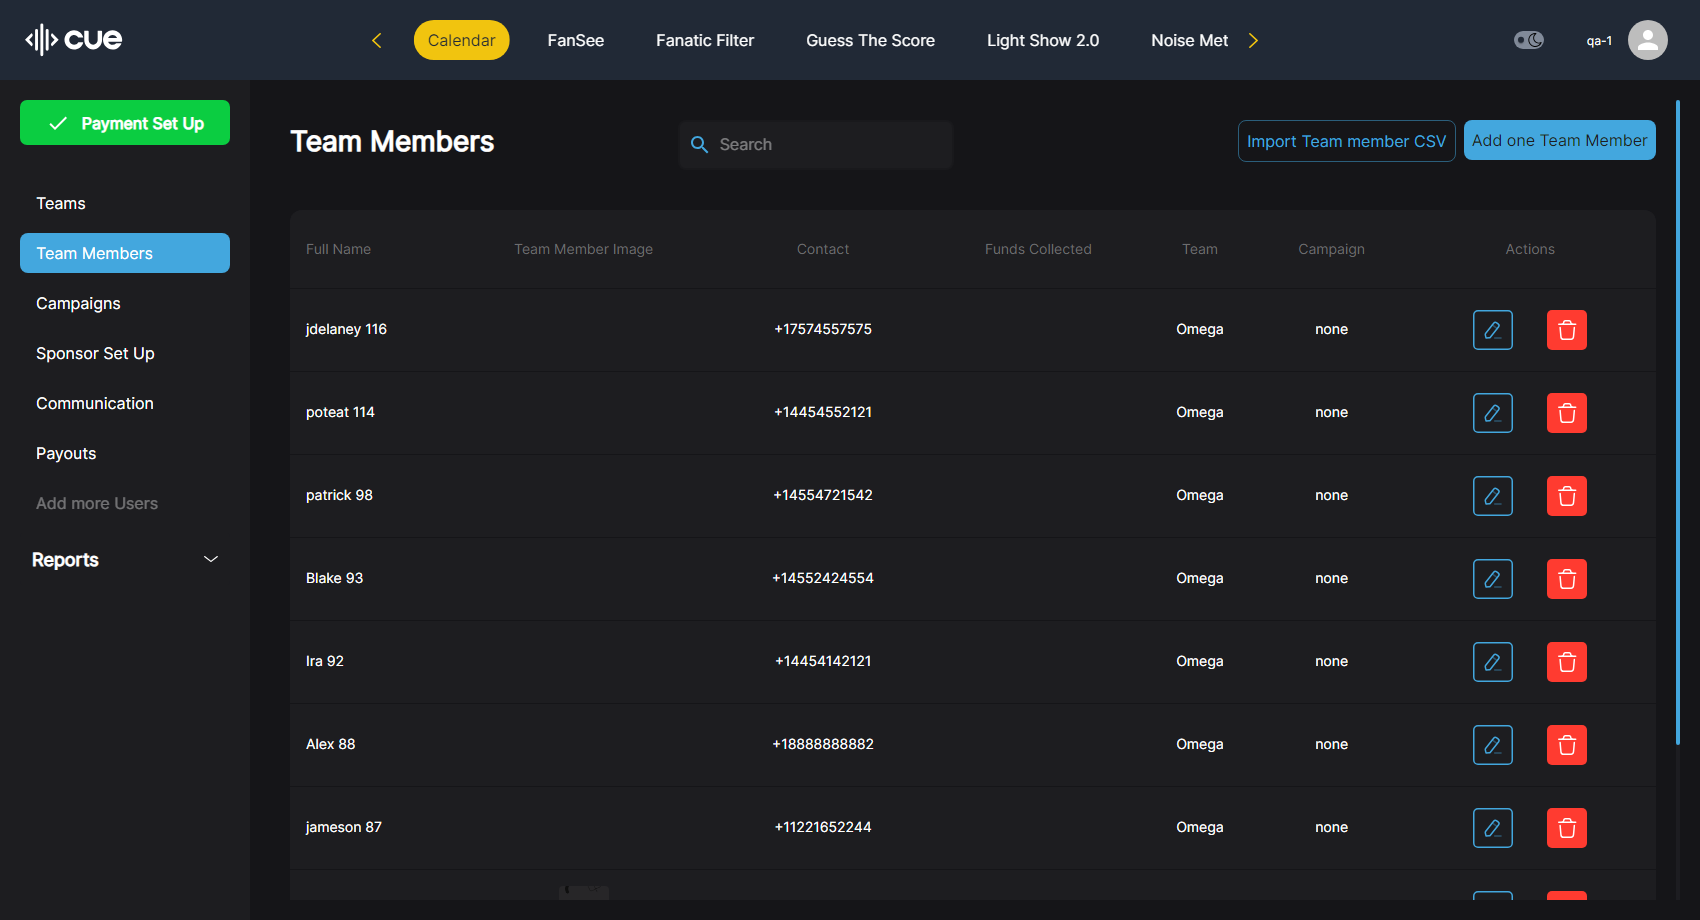 cue
Calendar
FanSee
Fanatic Filter
Guess The Score
Light Show 2.0
Noise Met
qa-1
Payment Set Up
Teams
Team Members
Campaigns
Sponsor Set Up
Communication
Payouts
Add more Users
Reports
Team Members
Search
Import Team member CSV
Add one Team Member
Full Name Team Member Image Contact Funds Collected Team Campaign Actions
jdelaney 116 +17574557575 Omega none
poteat 114 +14454552121 Omega none
patrick 98 +14554721542 Omega none
Blake 93 +14552424554 Omega none
Ira 92 +14454142121 Omega none
Alex 88 +18888888882 Omega none
jameson 87 +11221652244 Omega none